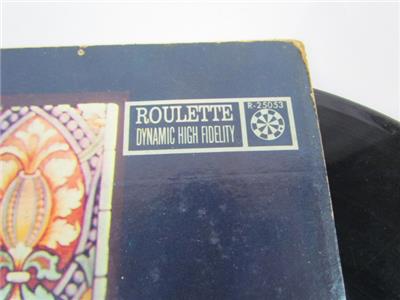 ROULETTE
DYNAMIC HIGH FIDELITY
R-25053